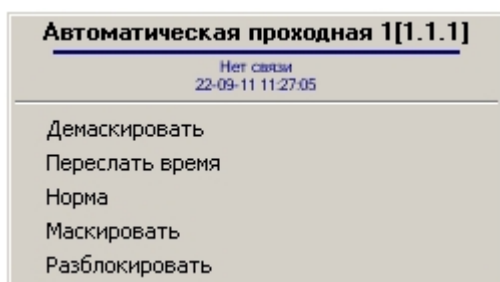 Автоматическая проходная 1[1.1.1]
Нет связи
22-09-11 11:27:05
Демаскировать
Переслать время
Норма
Маскировать
Разблокировать